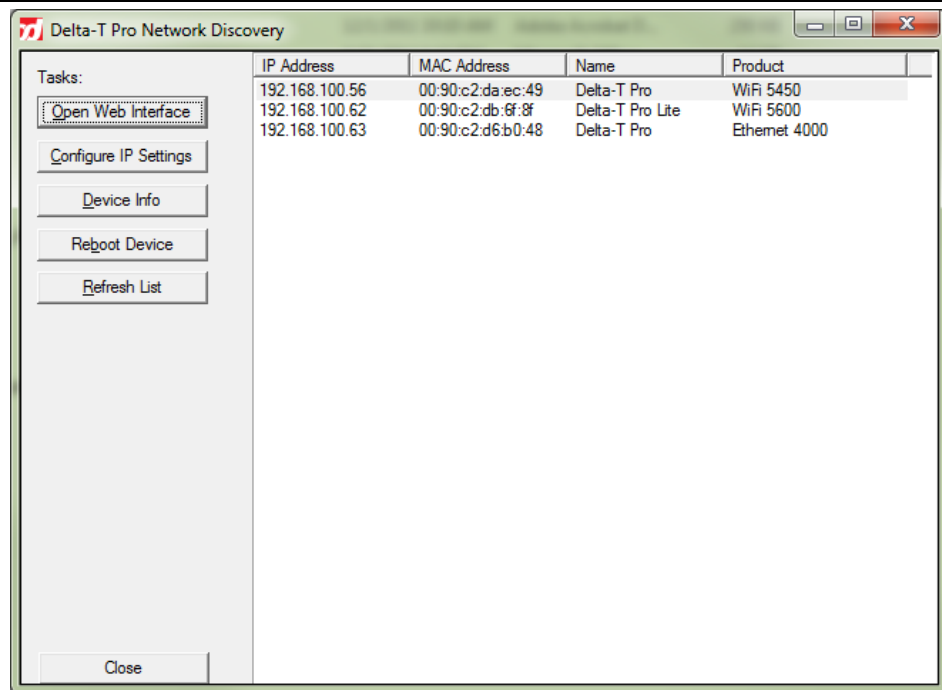 Delta-T Pro Network Discovery
Tasks:
Open Web Interface
Configure IP Settings
Device Info
Reboot Device
Refresh List
Close
IP Address MAC Address Name Product
192.168.100.56 00:90:c2:da:ec:49 Delta-T Pro WiFi 5450
192.168.100.62 00:90:c2:db:6f:8f Delta-T Pro Lite WiFi 5600
192.168.100.63 00:90:c2:d6:b0:48 Delta-T Pro Ethernet 4000